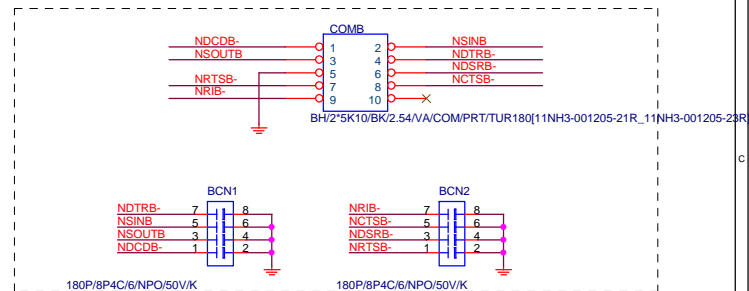 COMB
NDCDB- 1 2 NSINB
NSOUTB 3 4 NDTRB-
5 6 NDSRB-
NRTSB- 7 8 NCTSB-
NRIB- 9 10
BH/2*5K10/BK/2.54/VA/COM/PRT/TUR180[11NH3-001205-21R_11NH3-001205-23R
C
BCN1 BCN2
NDTRB- 7 8 NRIB- 7 8
NSINB 5 6 NCTSB- 5 6
NSOUTB 3 4 NDSRB- 3 4
NDCDB- 1 2 NRTSB- 1 2
180P/8P4C/6/NPO/50V/K 180P/8P4C/6/NPO/50V/K